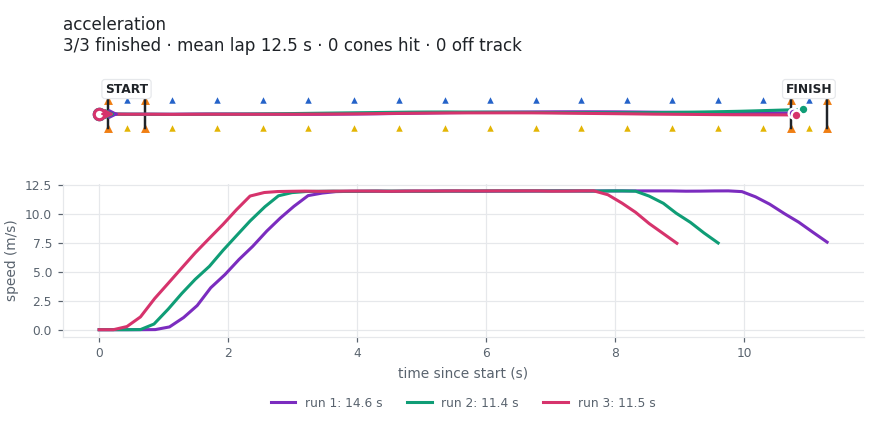 acceleration
3/3 finished · mean lap 12.5 s · 0 cones hit · 0 off track
START
FINISH
12.5
10.0
7.5
5.0
2.5
0.0
speed (m/s)
0
2
4
6
8
10
time since start (s)
run 1: 14.6 s
run 2: 11.4 s
run 3: 11.5 s